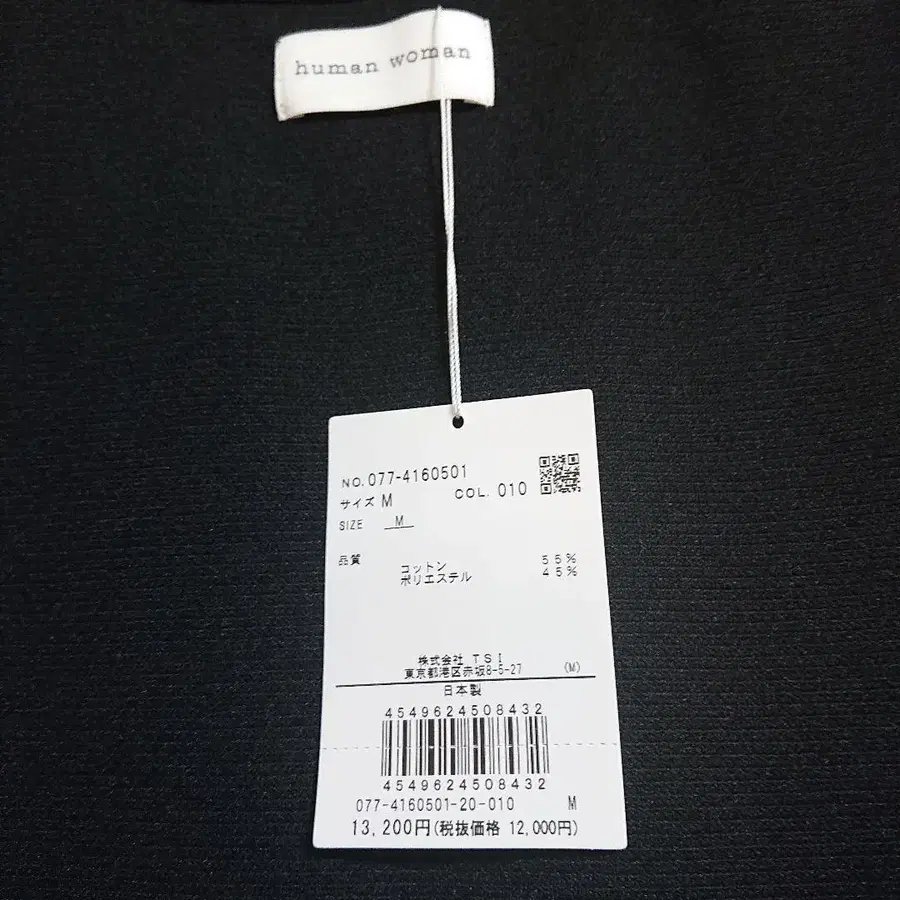 human woman
NO.077-4160501
サイズ M COL. 010
SIZE M
品質 コットン 55%
ポリエステル 45%
株式会社 TSI
東京都港区赤坂8-5-27 (M)
日本製
4549624508432
4549624508432
077-4160501-20-010 M
13,200円(税抜価格 12,000円)